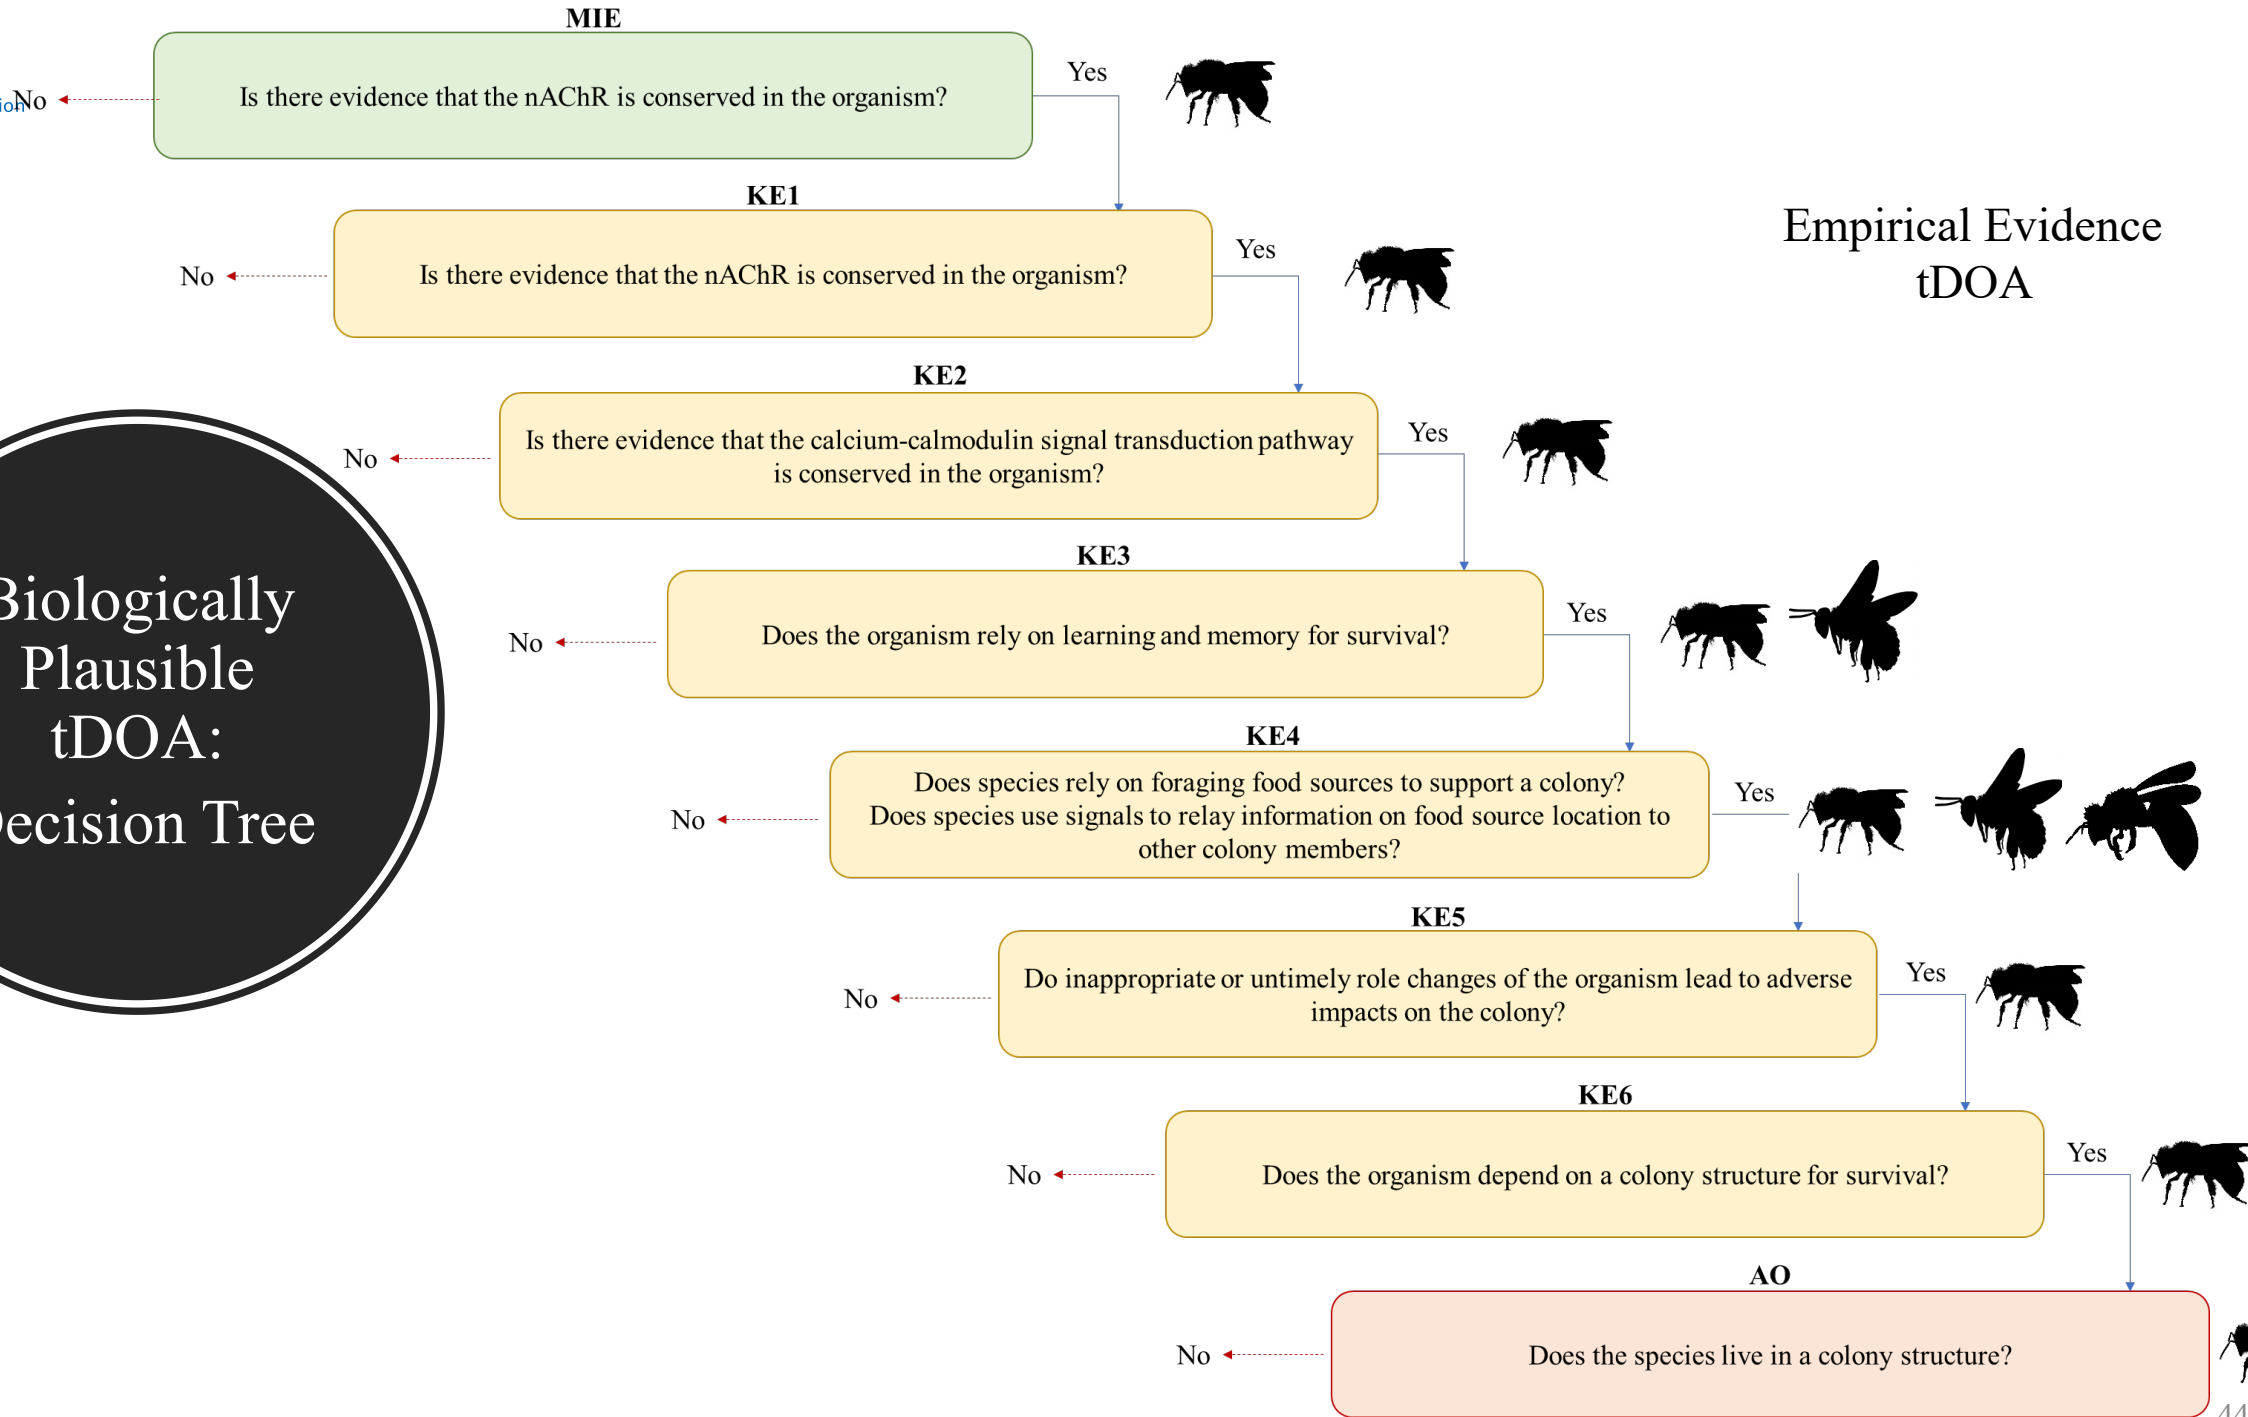 MIE
Is there evidence that the nAChR is conserved in the organism?
Yes
No
ion
KE1
Is there evidence that the nAChR is conserved in the organism?
Yes
No
Empirical Evidence
tDOA
KE2
Is there evidence that the calcium-calmodulin signal transduction pathway
is conserved in the organism?
Yes
No
KE3
Does the organism rely on learning and memory for survival?
Yes
No
Biologically
Plausible
tDOA:
Decision Tree
KE4
Does species rely on foraging food sources to support a colony?
Does species use signals to relay information on food source location to
other colony members?
Yes
No
KE5
Do inappropriate or untimely role changes of the organism lead to adverse
impacts on the colony?
Yes
No
KE6
Does the organism depend on a colony structure for survival?
Yes
No
AO
Does the species live in a colony structure?
No
44